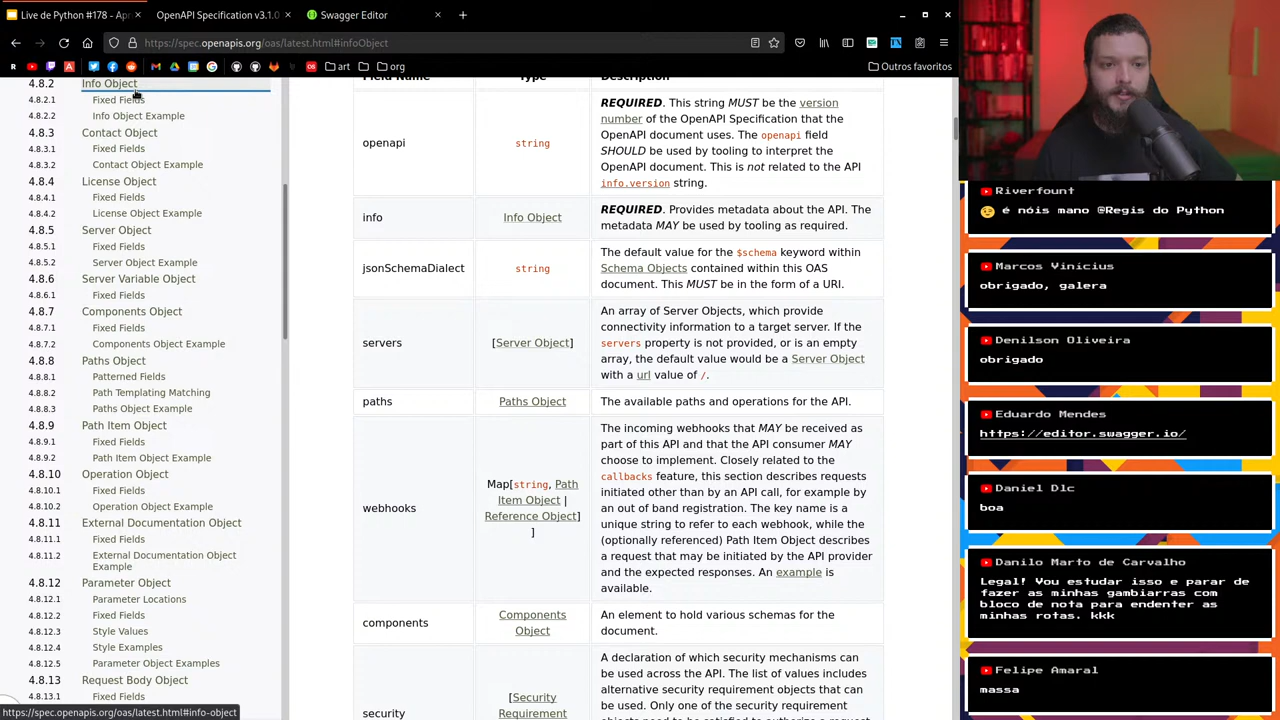 Live de Python #178 - Ap
OpenAPI Specification v3.1.0
Swagger Editor
https://spec.openapis.org/oas/latest.html#infoObject
art
org
Outros favoritos
4.8.2 Info Object
4.8.2.1 Fixed Fields
4.8.2.2 Info Object Example
4.8.3 Contact Object
4.8.3.1 Fixed Fields
4.8.3.2 Contact Object Example
4.8.4 License Object
4.8.4.1 Fixed Fields
4.8.4.2 License Object Example
4.8.5 Server Object
4.8.5.1 Fixed Fields
4.8.5.2 Server Object Example
4.8.6 Server Variable Object
4.8.6.1 Fixed Fields
4.8.7 Components Object
4.8.7.1 Fixed Fields
4.8.7.2 Components Object Example
4.8.8 Paths Object
4.8.8.1 Patterned Fields
4.8.8.2 Path Templating Matching
4.8.8.3 Paths Object Example
4.8.9 Path Item Object
4.8.9.1 Fixed Fields
4.8.9.2 Path Item Object Example
4.8.10 Operation Object
4.8.10.1 Fixed Fields
4.8.10.2 Operation Object Example
4.8.11 External Documentation Object
4.8.11.1 Fixed Fields
4.8.11.2 External Documentation Object
Example
4.8.12 Parameter Object
4.8.12.1 Parameter Locations
4.8.12.2 Fixed Fields
4.8.12.3 Style Values
4.8.12.4 Style Examples
4.8.12.5 Parameter Object Examples
4.8.13 Request Body Object
4.8.13.1 Fixed Fields
https://spec.openapis.org/oas/latest.html#info-object
Field Name Type Description
openapi
string
REQUIRED. This string MUST be the version
number of the OpenAPI Specification that the
OpenAPI document uses. The openapi field
SHOULD be used by tooling to interpret the
OpenAPI document. This is not related to the API
info.version string.
info
Info Object
REQUIRED. Provides metadata about the API. The
metadata MAY be used by tooling as required.
jsonSchemaDialect
string
The default value for the $schema keyword within
Schema Objects contained within this OAS
document. This MUST be in the form of a URI.
servers
[Server Object]
An array of Server Objects, which provide
connectivity information to a target server. If the
servers property is not provided, or is an empty
array, the default value would be a Server Object
with a url value of /.
paths
Paths Object
The available paths and operations for the API.
webhooks
Map[string, Path
Item Object |
Reference Object]
]
The incoming webhooks that MAY be received as
part of this API and that the API consumer MAY
choose to implement. Closely related to the
callbacks feature, this section describes requests
initiated other than by an API call, for example by
an out of band registration. The key name is a
unique string to refer to each webhook, while the
(optionally referenced) Path Item Object describes
a request that may be initiated by the API provider
and the expected responses. An example is
available.
components
Components
Object
An element to hold various schemas for the
document.
security
[Security
Requirement
A declaration of which security mechanisms can
be used across the API. The list of values includes
alternative security requirement objects that can
be used. Only one of the security requirement
Riverfount
é nóis mano @Regis do Python
Marcos Vinicius
obrigado, galera
Denilson Oliveira
obrigado
Eduardo Mendes
https://editor.swagger.io/
Daniel Dlc
boa
Danilo Marto de Carvalho
Legal! Vou estudar isso e parar de
fazer as minhas gambiarras com
bloco de nota para endenter as
minhas rotas. kkk
Felipe Amaral
massa